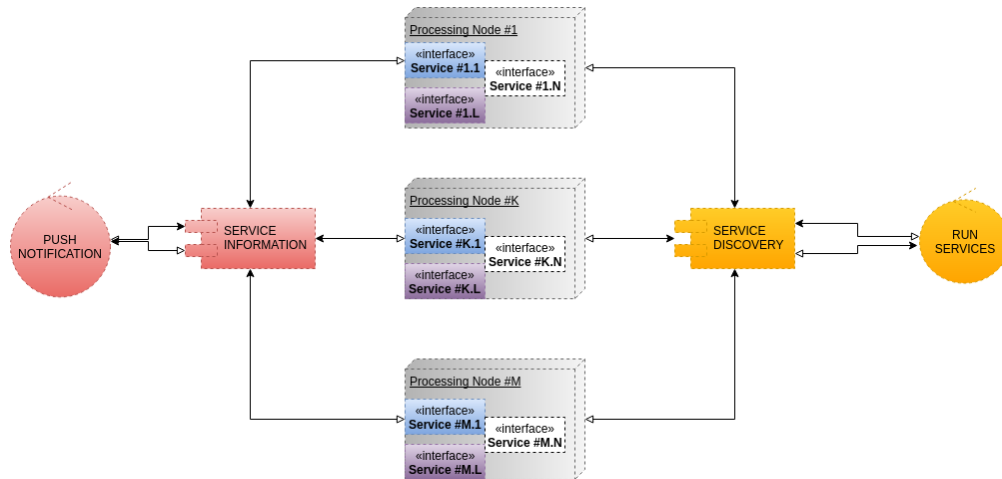 Processing Node #1
«interface»
Service #1.1
«interface»
Service #1.N
«interface»
Service #1.L
PUSH
NOTIFICATION
SERVICE
INFORMATION
Processing Node #K
«interface»
Service #K.1
«interface»
Service #K.N
«interface»
Service #K.L
SERVICE
DISCOVERY
RUN
SERVICES
Processing Node #M
«interface»
Service #M.1
«interface»
Service #M.N
«interface»
Service #M.L